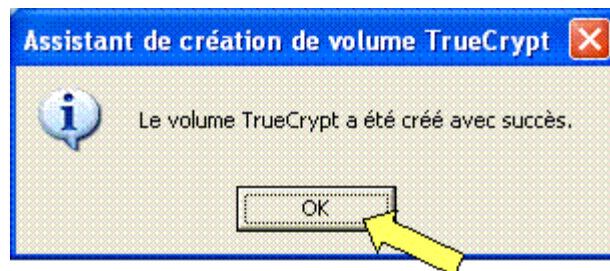 Assistant de création de volume TrueCrypt
Le volume TrueCrypt a été créé avec succès.
OK